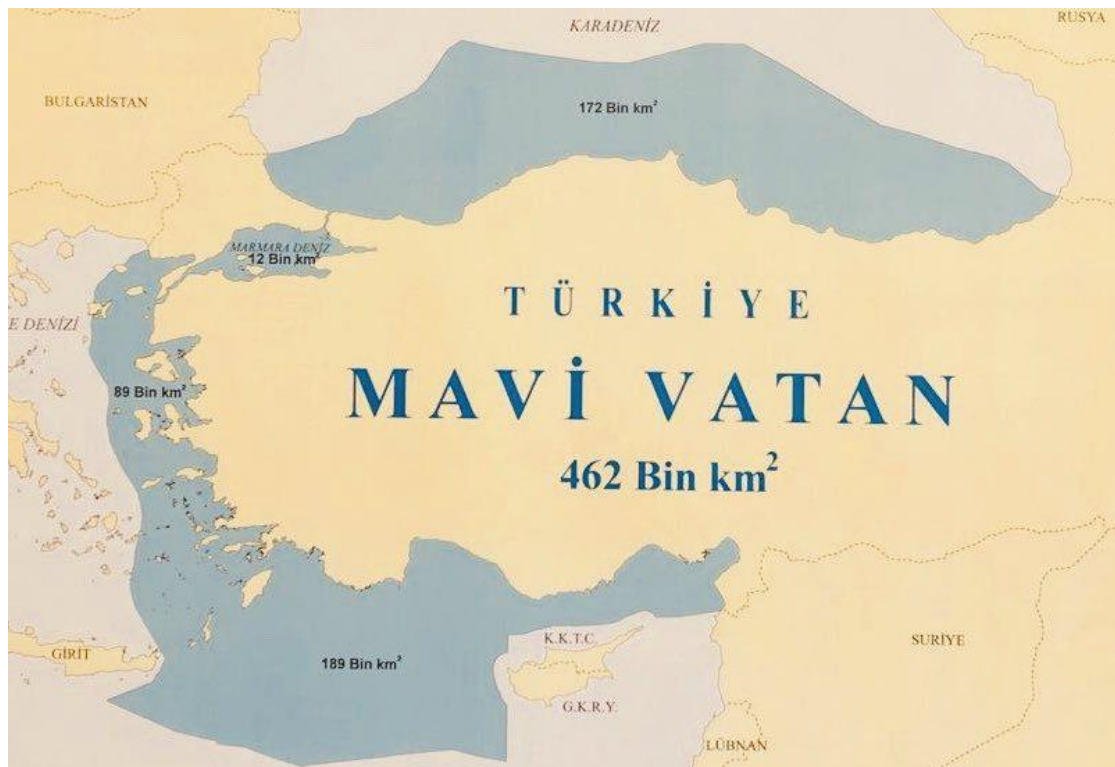 KARADENİZ
RUSYA
BULGARİSTAN
172 Bin km²
MARMARA DENİZ
12 Bin km²
TÜRKİYE
E DENİZİ
MAVİ VATAN
89 Bin km²
462 Bin km²
K.K.T.C.
SURİYE
GİRİT
189 Bin km²
G.K.R.Y.
LÜBNAN